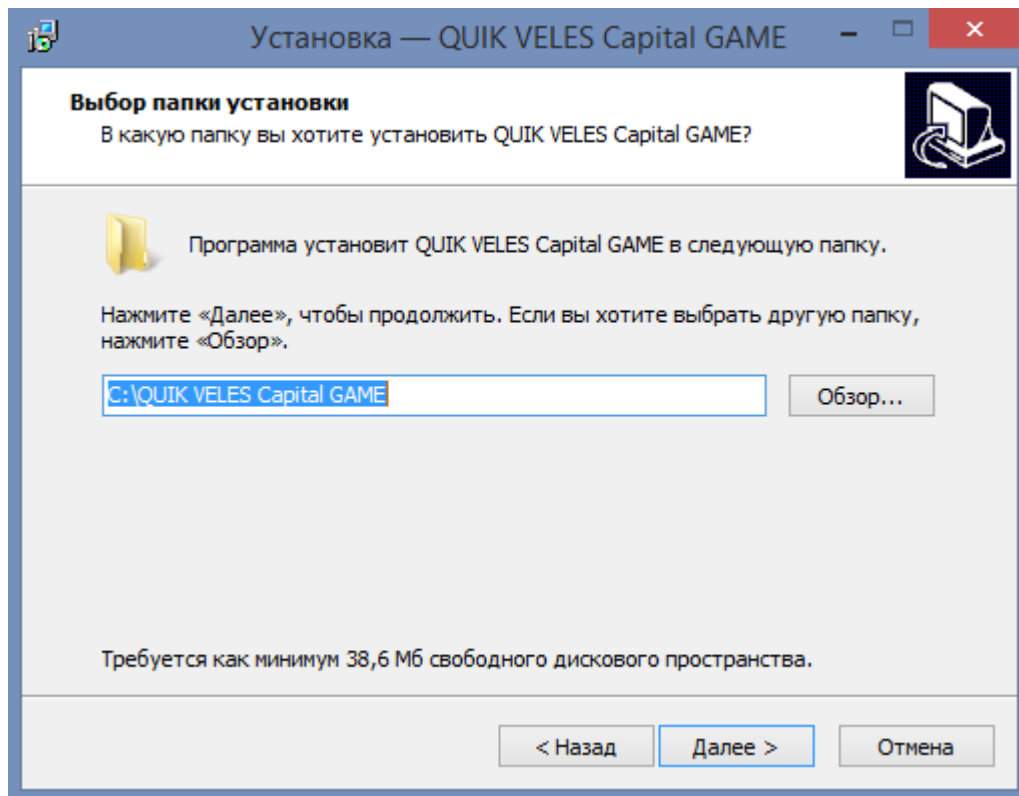 Установка — QUIK VELES Capital GAME
Выбор папки установки
В какую папку вы хотите установить QUIK VELES Capital GAME?
Программа установит QUIK VELES Capital GAME в следующую папку.
Нажмите «Далее», чтобы продолжить. Если вы хотите выбрать другую папку,
нажмите «Обзор».
C:\QUIK VELES Capital GAME
Обзор...
Требуется как минимум 38,6 Мб свободного дискового пространства.
< Назад
Далее >
Отмена